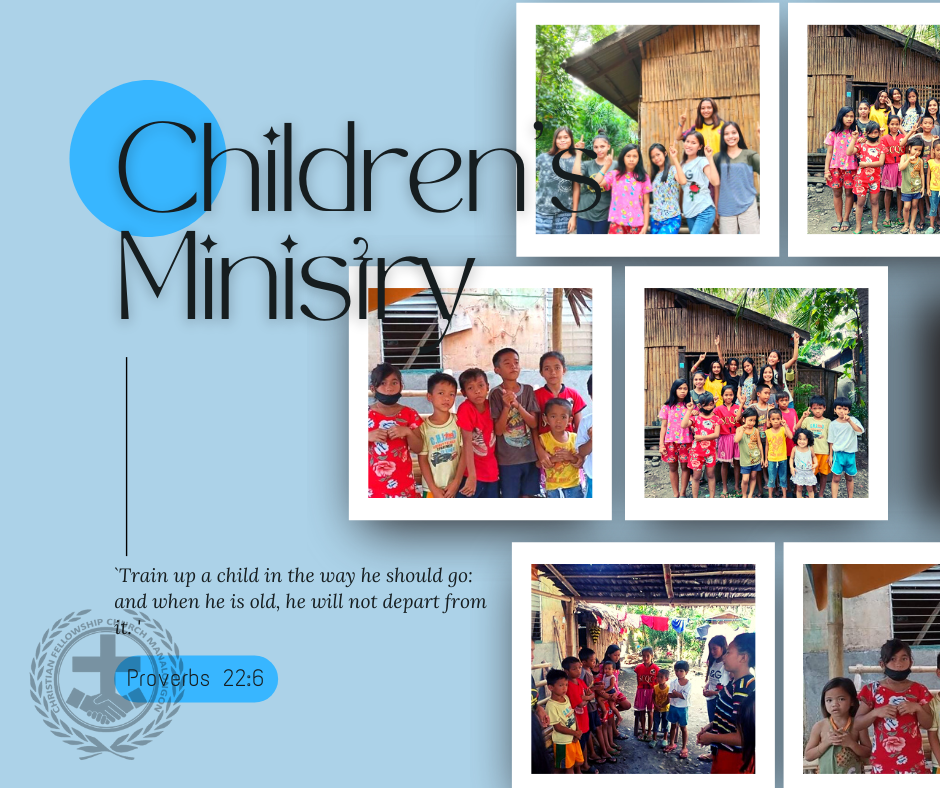 Children's
Ministry
`Train up a child in the way he should go:
and when he is old, he will not depart from
it. '
Proverbs 22:6
CHRISTIAN FELLOWSHIP CHURCH